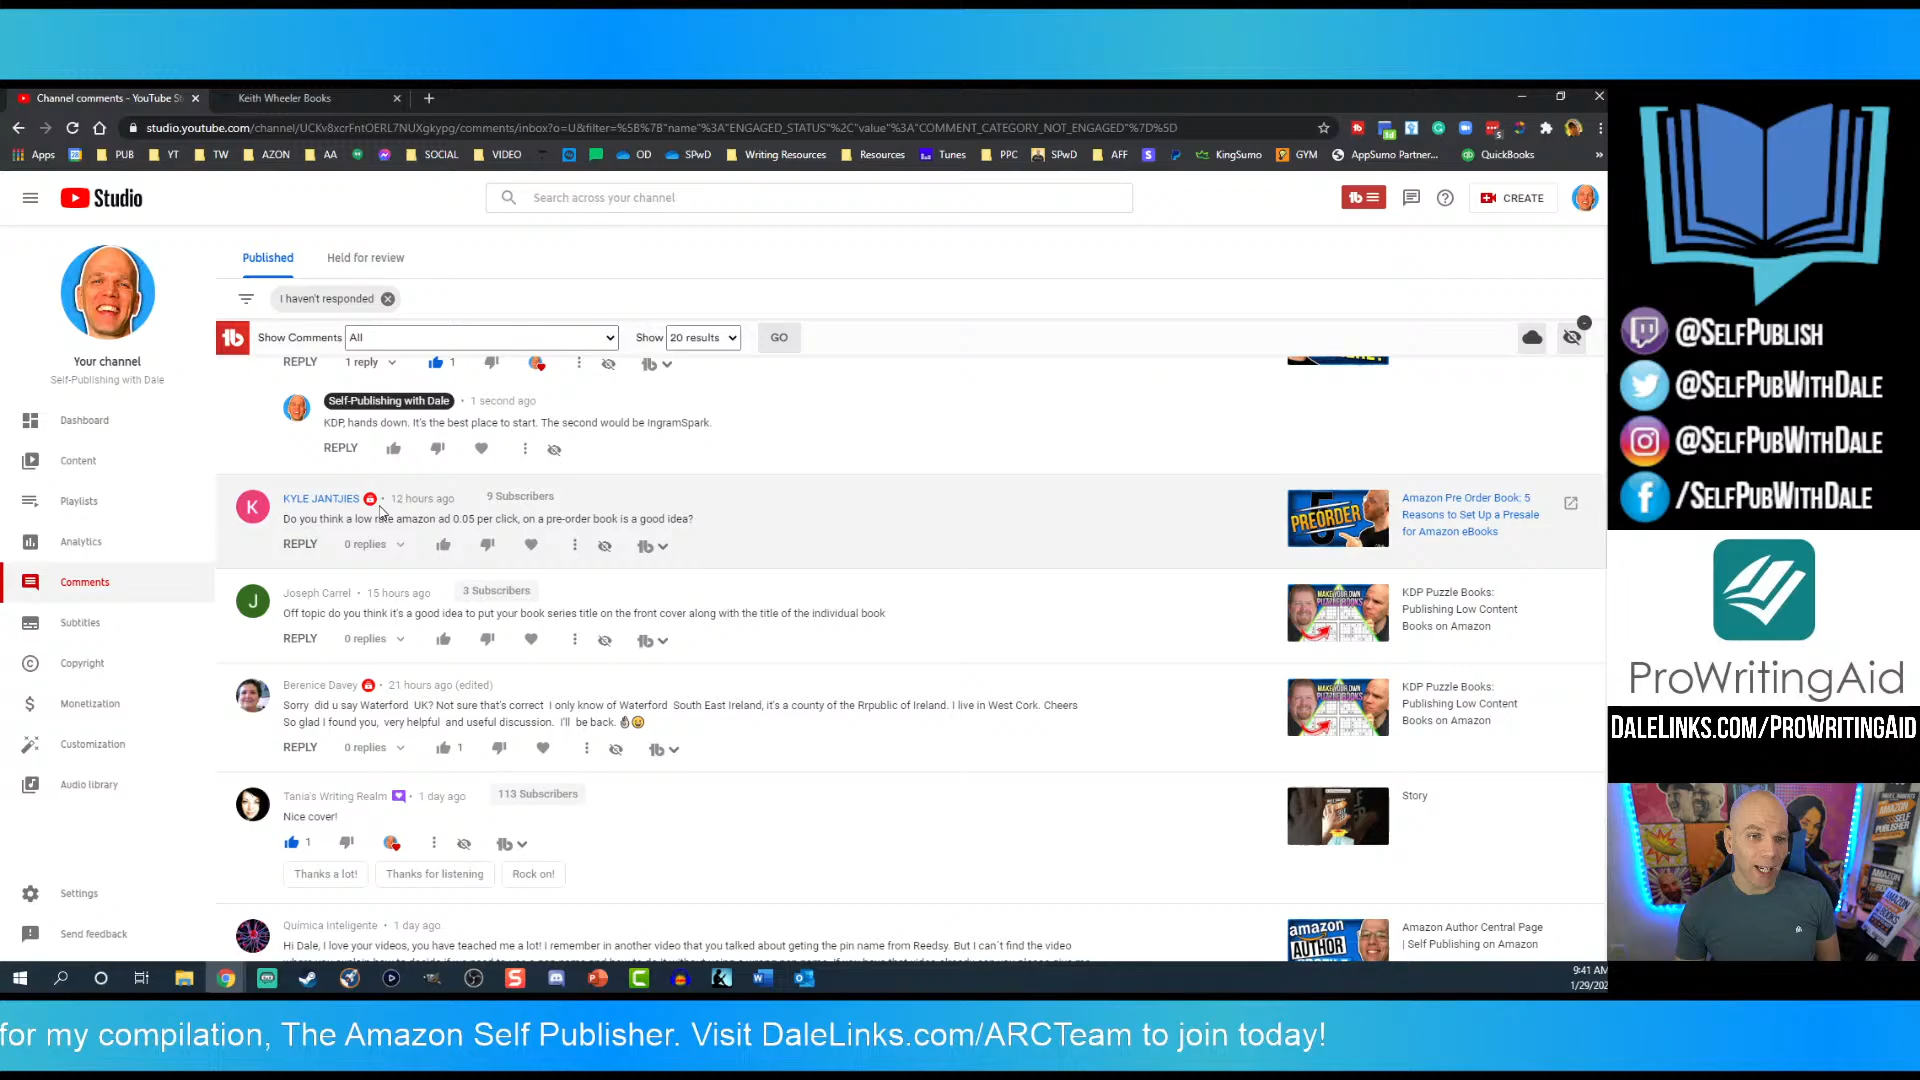 Channel comments - YouTube St
Keith Wheeler Books
studio.youtube.com/channel/UCKv8xcrFntOERL7NUXgkypg/comments/inbox?o=U&filter=%5B%7B"name"%3A"ENGAGED_STATUS"%2C"value"%3A"COMMENT_CATEGORY_NOT_ENGAGED"%7D%5D
Apps PUB YT TW AZON AA SOCIAL VIDEO OD SPwD Writing Resources Resources Tunes PPC SPwD AFF KingSumo GYM AppSumo Partner... QuickBooks »
Studio
Search across your channel
CREATE
Your channel
Self-Publishing with Dale
Dashboard
Content
Playlists
Analytics
Comments
Subtitles
Copyright
Monetization
Customization
Audio library
Settings
Send feedback
Published Held for review
I haven't responded
Show Comments All Show 20 results GO
REPLY 1 reply 1
Self-Publishing with Dale • 1 second ago
KDP, hands down. It's the best place to start. The second would be IngramSpark.
REPLY
K
KYLE JANTJIES • 12 hours ago 9 Subscribers
Do you think a low rate amazon ad 0.05 per click, on a pre-order book is a good idea?
REPLY 0 replies
PREORDER 5
Amazon Pre Order Book: 5
Reasons to Set Up a Presale
for Amazon eBooks
J
Joseph Carrel • 15 hours ago 3 Subscribers
Off topic do you think it's a good idea to put your book series title on the front cover along with the title of the individual book
REPLY 0 replies
MAKE YOUR OWN
PUZZLE BOOKS
KDP Puzzle Books:
Publishing Low Content
Books on Amazon
Berenice Davey • 21 hours ago (edited)
Sorry did u say Waterford UK? Not sure that's correct I only know of Waterford South East Ireland, it's a county of the Rrpublic of Ireland. I live in West Cork. Cheers
So glad I found you, very helpful and useful discussion. I'll be back.
REPLY 0 replies 1
MAKE YOUR OWN
PUZZLE BOOKS
KDP Puzzle Books:
Publishing Low Content
Books on Amazon
Tania's Writing Realm • 1 day ago 113 Subscribers
Nice cover!
1
Thanks a lot! Thanks for listening Rock on!
Story
Química Inteligente • 1 day ago
Hi Dale, I love your videos, you have teached me a lot! I remember in another video that you talked about geting the pin name from Reedsy. But I can´t find the video
amazon
AUTHOR
Amazon Author Central Page
| Self Publishing on Amazon
9:41 AM
1/29/202
@SelfPublish
@SelfPubWithDale
@SelfPubWithDale
/SelfPubWithDale
ProWritingAid
DaleLinks.com/ProWritingAid
for my compilation, The Amazon Self Publisher. Visit DaleLinks.com/ARCTeam to join today!